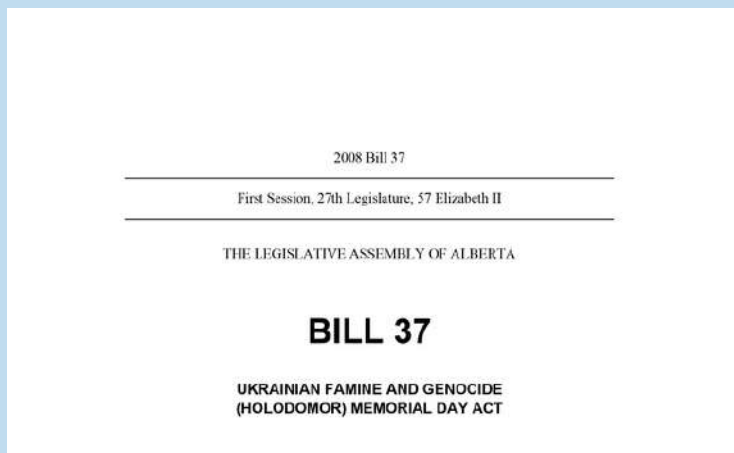 2008 Bill 37
First Session, 27th Legislature, 57 Elizabeth II
THE LEGISLATIVE ASSEMBLY OF ALBERTA
BILL 37
UKRAINIAN FAMINE AND GENOCIDE
(HOLODOMOR) MEMORIAL DAY ACT